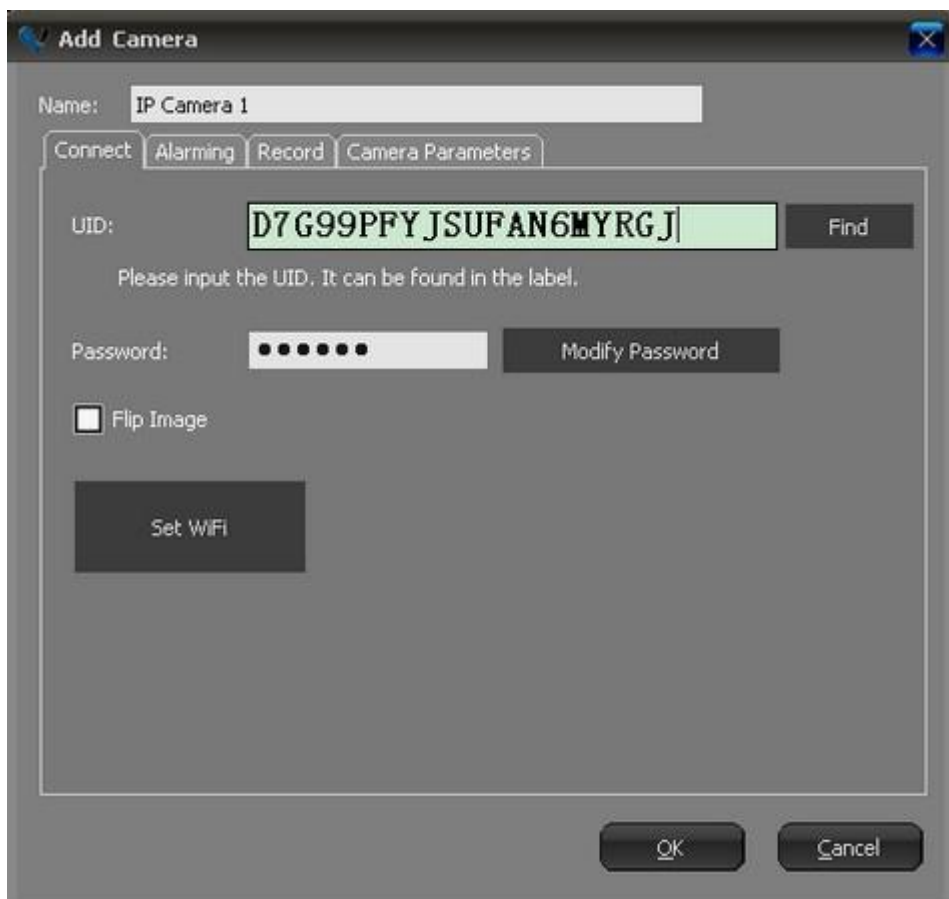 Add Camera
Name: IP Camera 1
Connect Alarming Record Camera Parameters
UID: D7G99PFYJSUFAN6MYRGJ Find
Please input the UID. It can be found in the label.
Password: ●●●●●● Modify Password
Flip Image
Set WiFi
OK Cancel